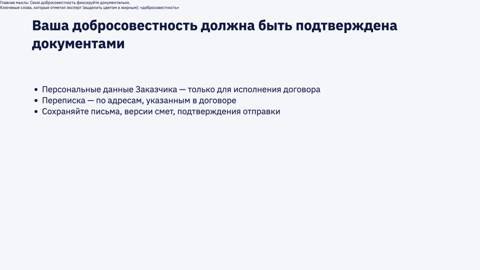 Главная мысль: Свою добросовестность фиксируйте документально.
Ключевые слова, которые отметил эксперт (выделить цветом и жирным): «добросовестность»
Ваша добросовестность должна быть подтверждена
документами
• Персональные данные Заказчика — только для исполнения договора
• Переписка — по адресам, указанным в договоре
• Сохраняйте письма, версии смет, подтверждения отправки